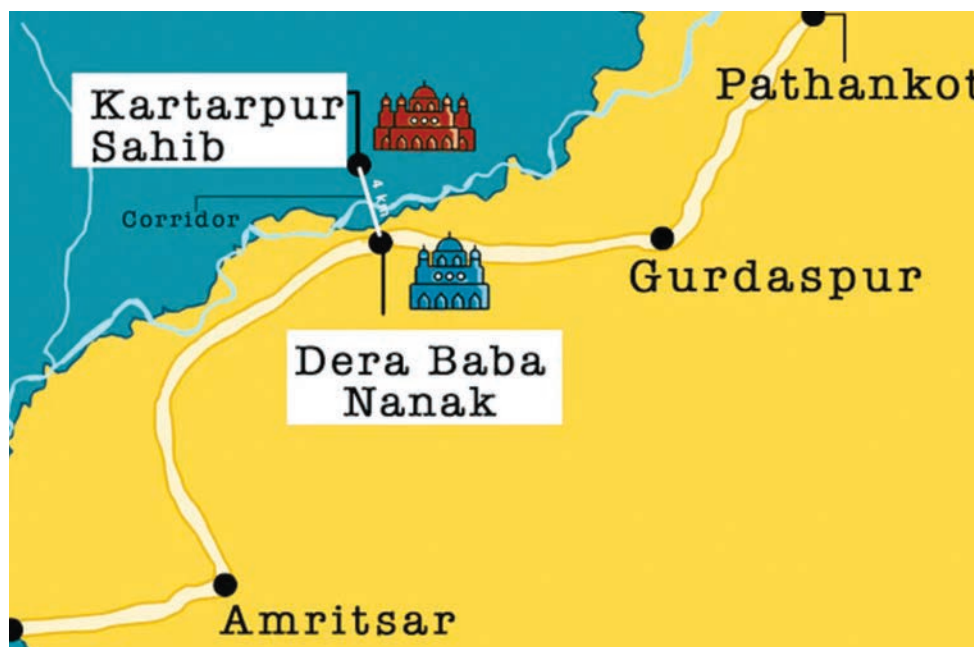 Pathankot
Kartarpur
Sahib
4 km
Corridor
Gurdaspur
Dera Baba
Nanak
Amritsar